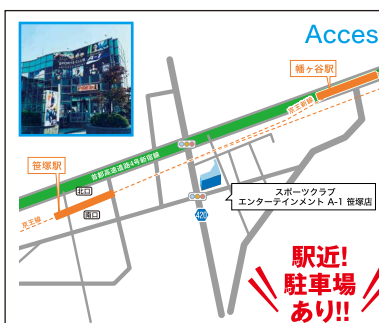 Acces
幡ヶ谷駅
京王新線
首都高速道路4号新宿線
笹塚駅
北口
南口
京王線
420
スポーツクラブ
エンターテインメント A-1 笹塚店
駅近!
駐車場
あり!!